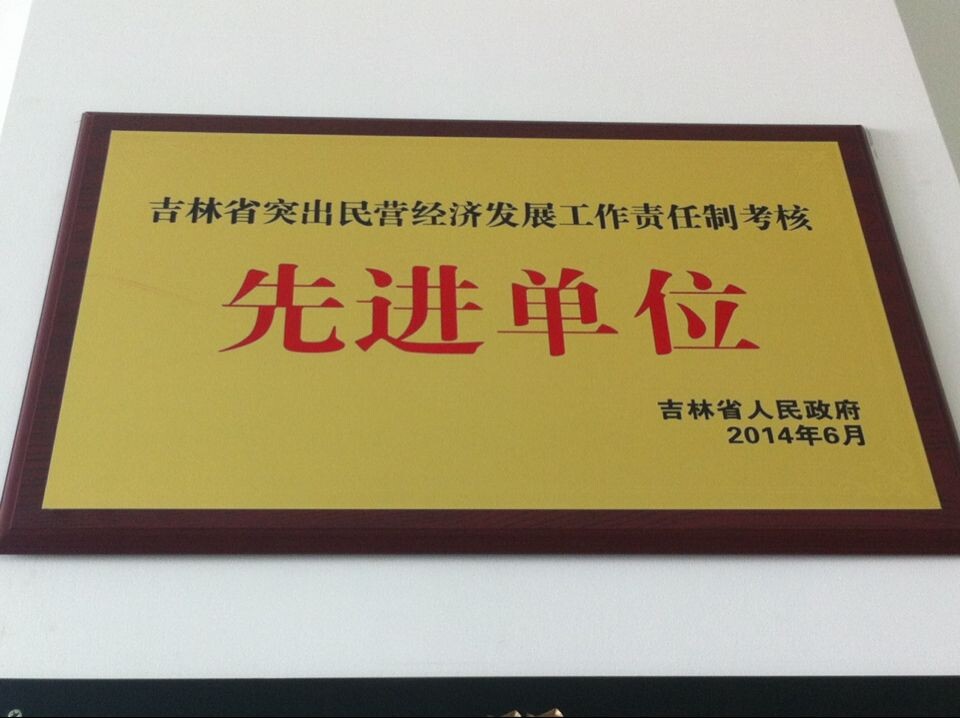 吉林省突出民营经济发展工作责任制考核
先进单位
吉林省人民政府
2014年6月